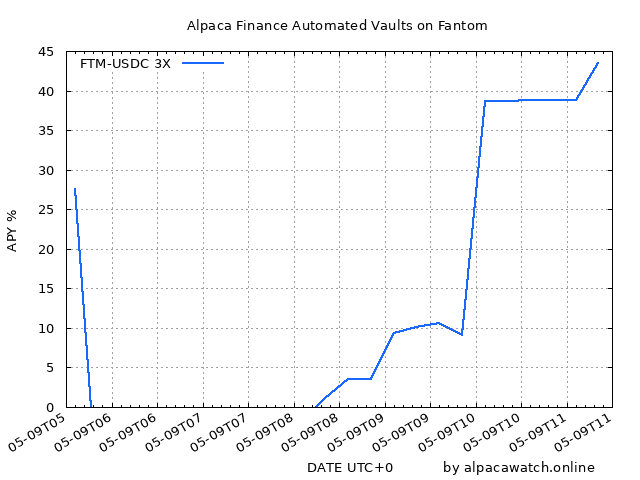 Alpaca Finance Automated Vaults on Fantom
FTM-USDC 3X
APY %
45
40
35
30
25
20
15
10
5
0
05-09T05
05-09T06
05-09T06
05-09T07
05-09T07
05-09T08
05-09T08
05-09T09
05-09T09
05-09T10
05-09T10
05-09T11
05-09T11
DATE UTC+0
by alpacawatch.online